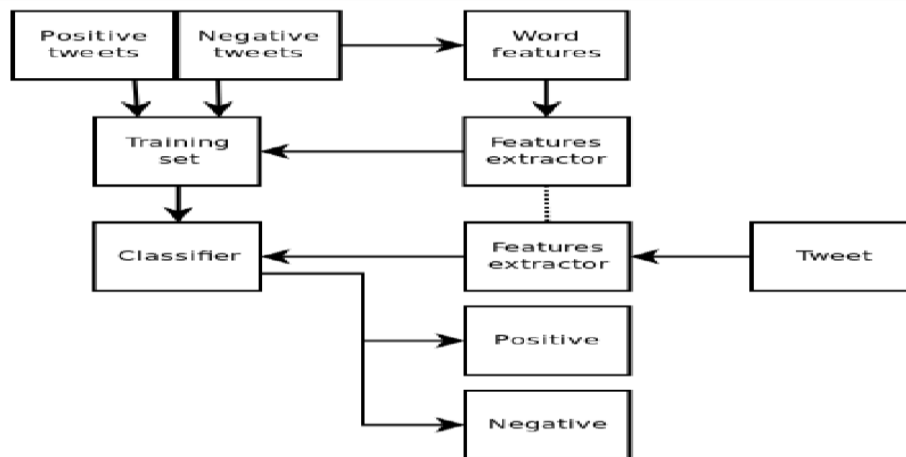 Positive
tweets
Negative
tweets
Word
features
Training
set
Features
extractor
Classifier
Features
extractor
Tweet
Positive
Negative